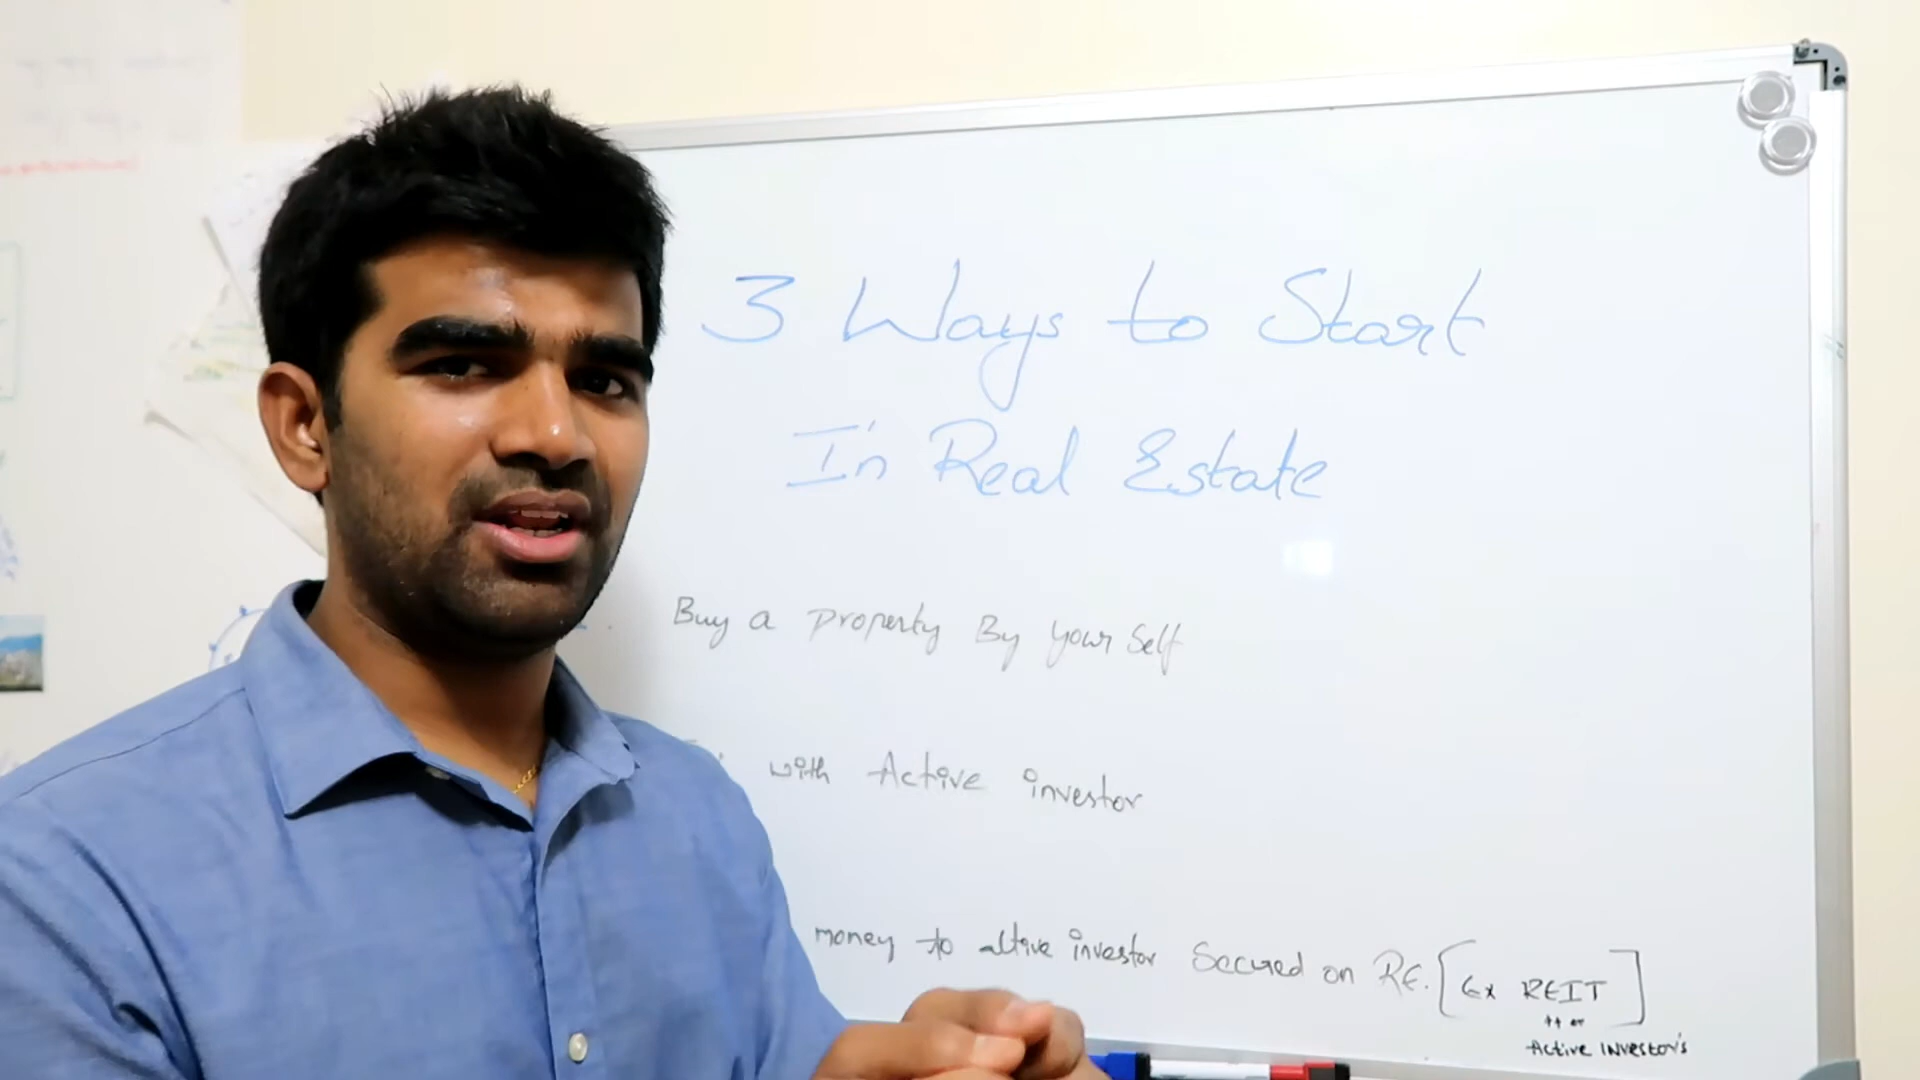 3 Ways to Start
In Real Estate
Buy a property By your Self
with Active investor
money to active investor Secured on RE. [Ex REIT]
Active INvestor's